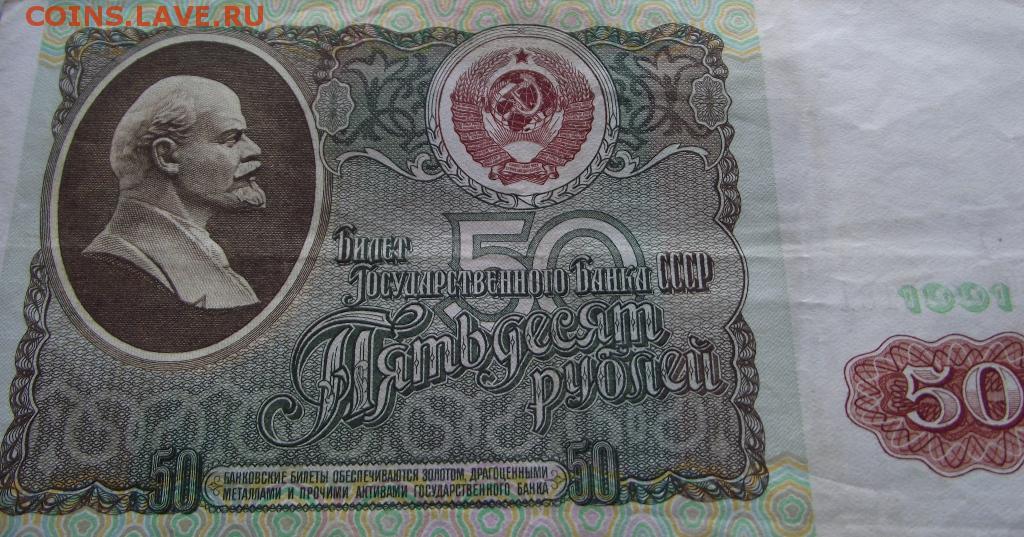 COINS.LAVE.RU
50
Билет
Государственного Банка СССР
Пятьдесят
рублей
1991
50
50
БАНКОВСКИЕ БИЛЕТЫ ОБЕСПЕЧИВАЮТСЯ ЗОЛОТОМ, ДРАГОЦЕННЫМИ
МЕТАЛЛАМИ И ПРОЧИМИ АКТИВАМИ ГОСУДАРСТВЕННОГО БАНКА
50